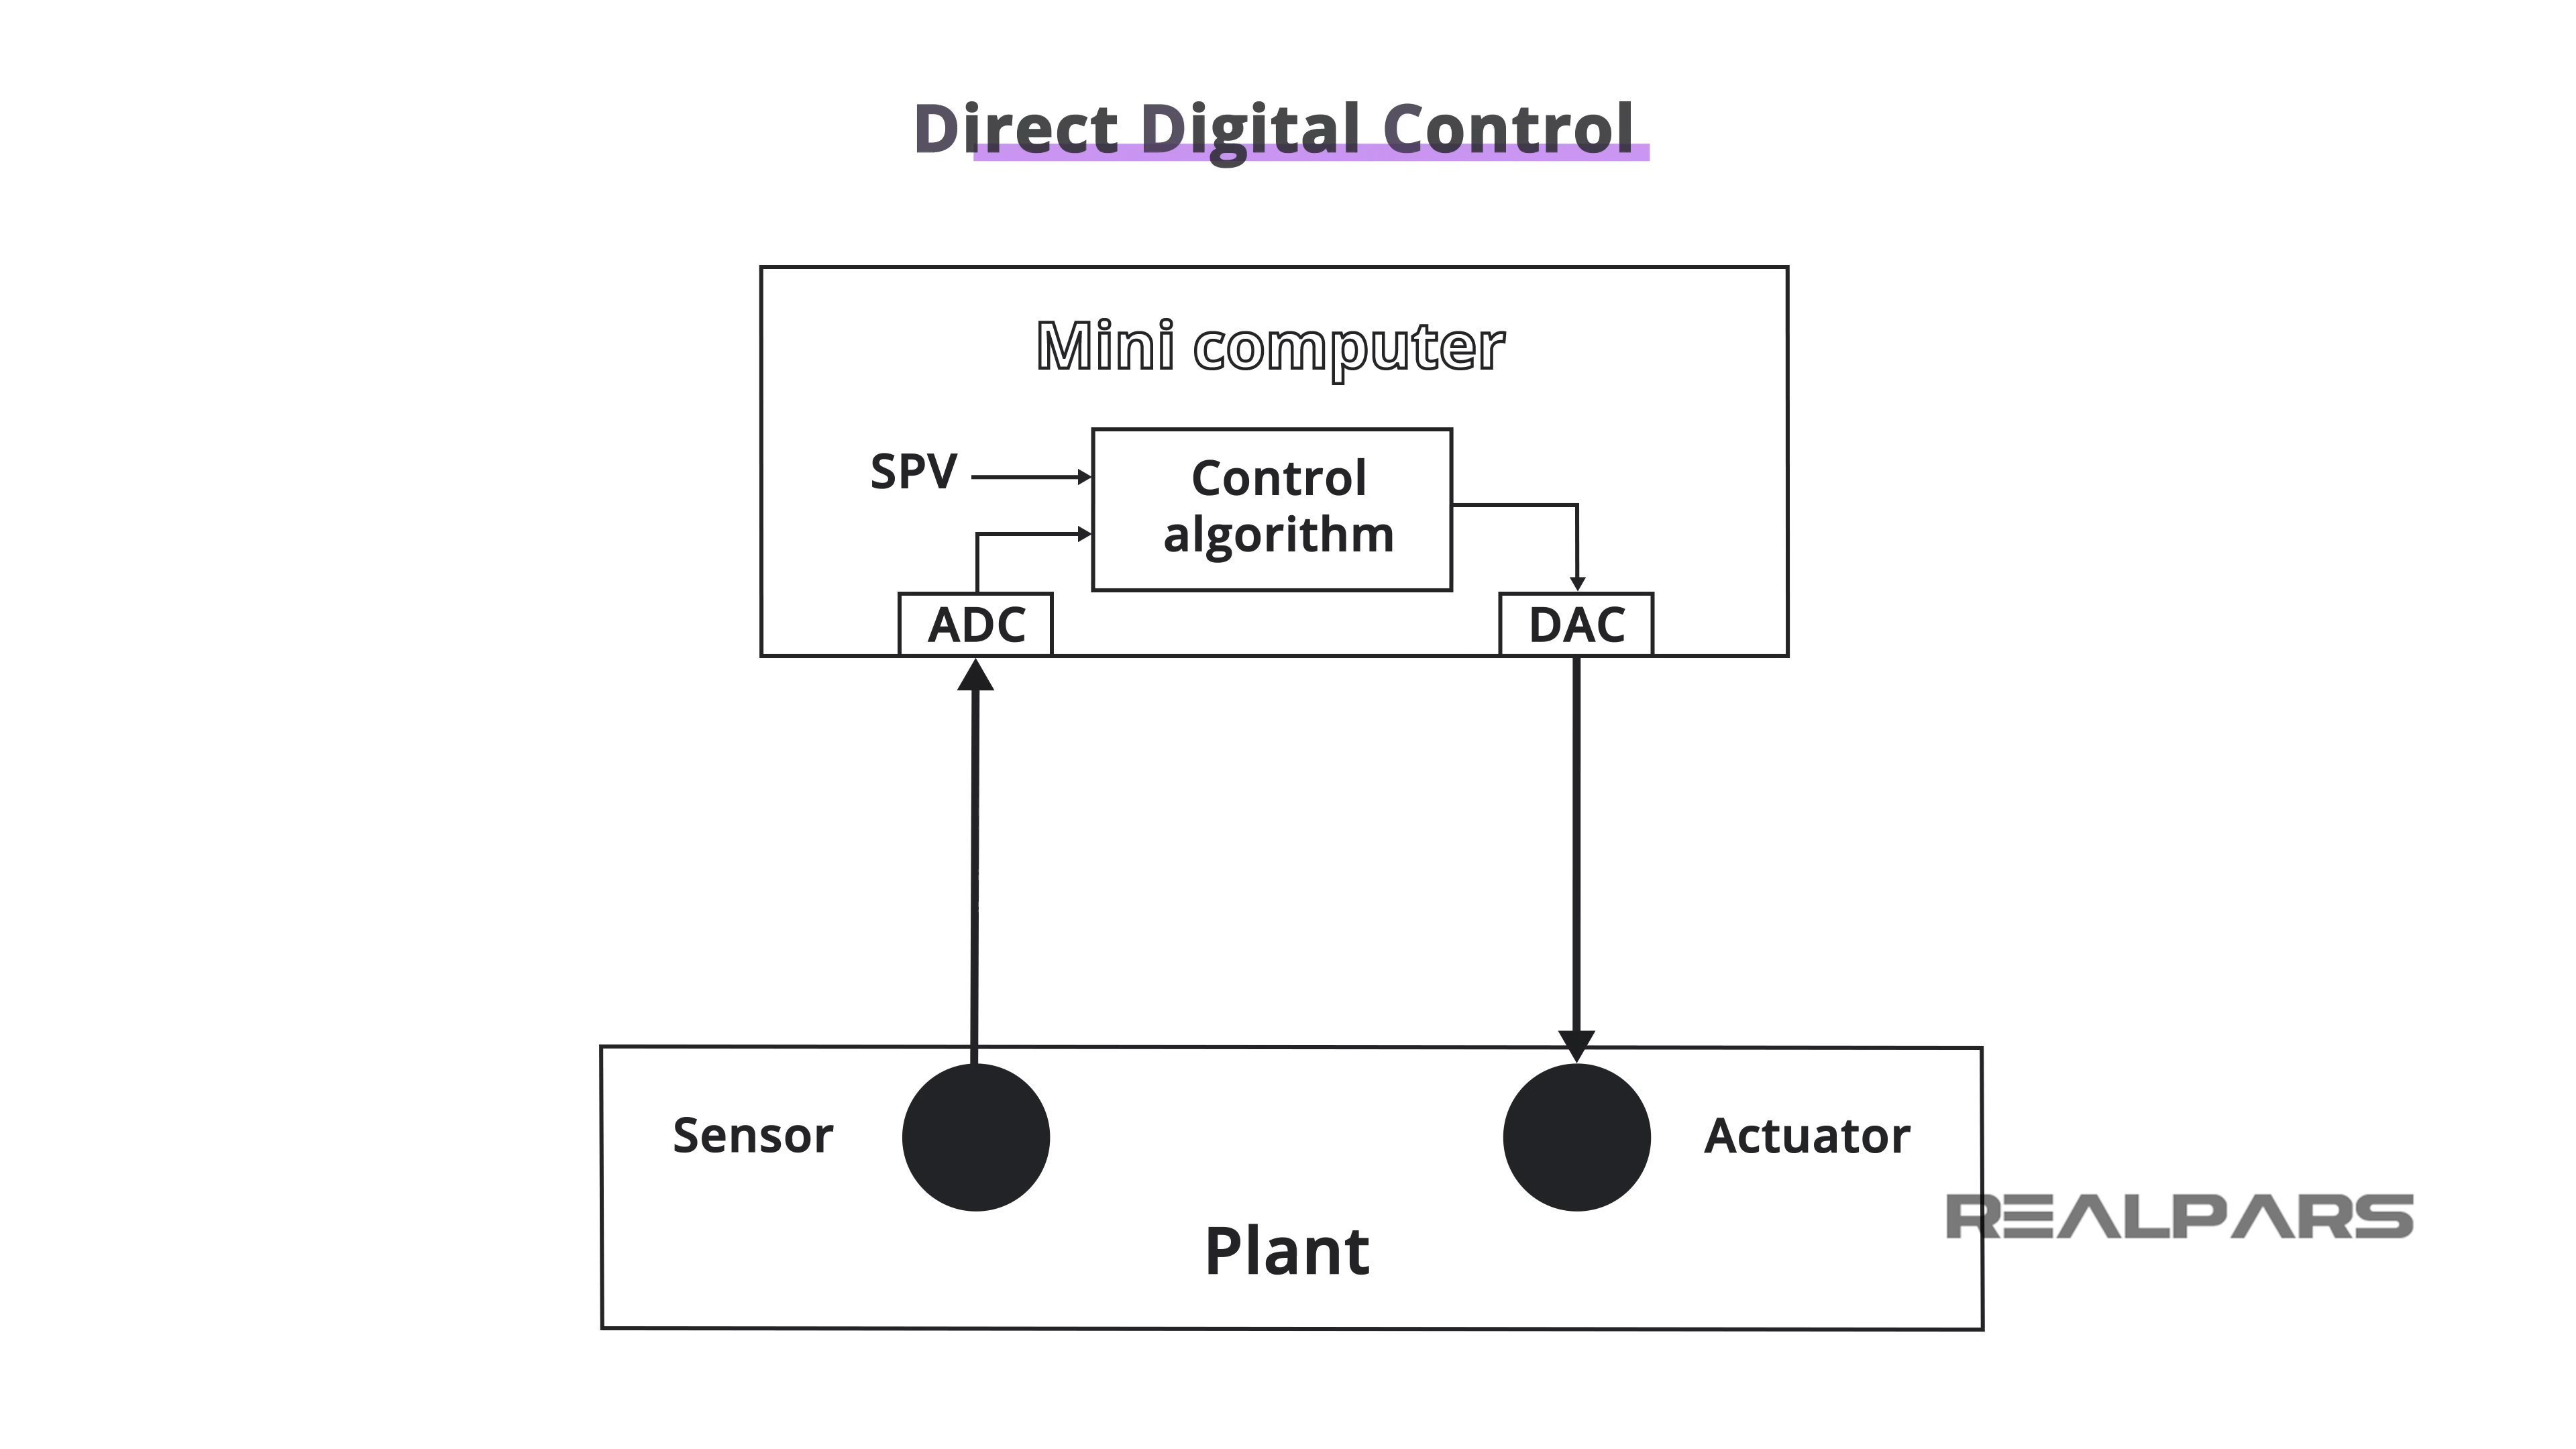 Direct Digital Control
Mini computer
SPV
Control
algorithm
ADC
DAC
Sensor
Actuator
REALPARS
Plant